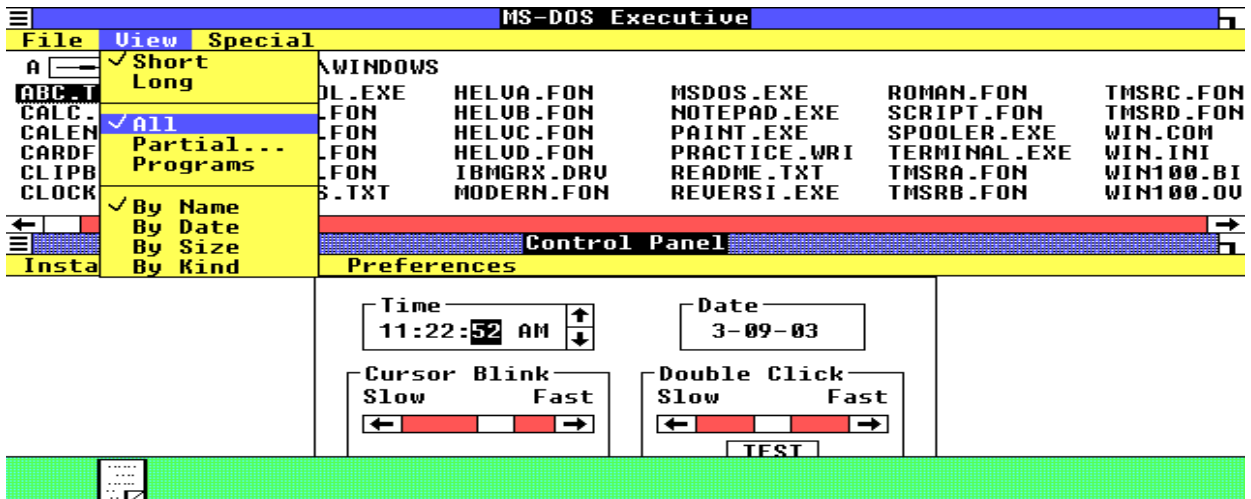 MS-DOS Executive
File View Special
A \WINDOWS
✓Short
Long
✓All
Partial...
Programs
✓By Name
By Date
By Size
By Kind
ABC.T OL.EXE HELVA.FON MSDOS.EXE ROMAN.FON TMSRC.FON
CALC. .FON HELVB.FON NOTEPAD.EXE SCRIPT.FON TMSRD.FON
CALEN .FON HELVC.FON PAINT.EXE SPOOLER.EXE WIN.COM
CARDF .FON HELVD.FON PRACTICE.WRI TERMINAL.EXE WIN.INI
CLIPB .FON IBMGRX.DRV README.TXT TMSRA.FON WIN100.BI
CLOCK S.TXT MODERN.FON REVERSI.EXE TMSRB.FON WIN100.OV
Control Panel
Insta Preferences
Time
11:22:52 AM
Date
3-09-03
Cursor Blink
Slow Fast
Double Click
Slow Fast
TEST